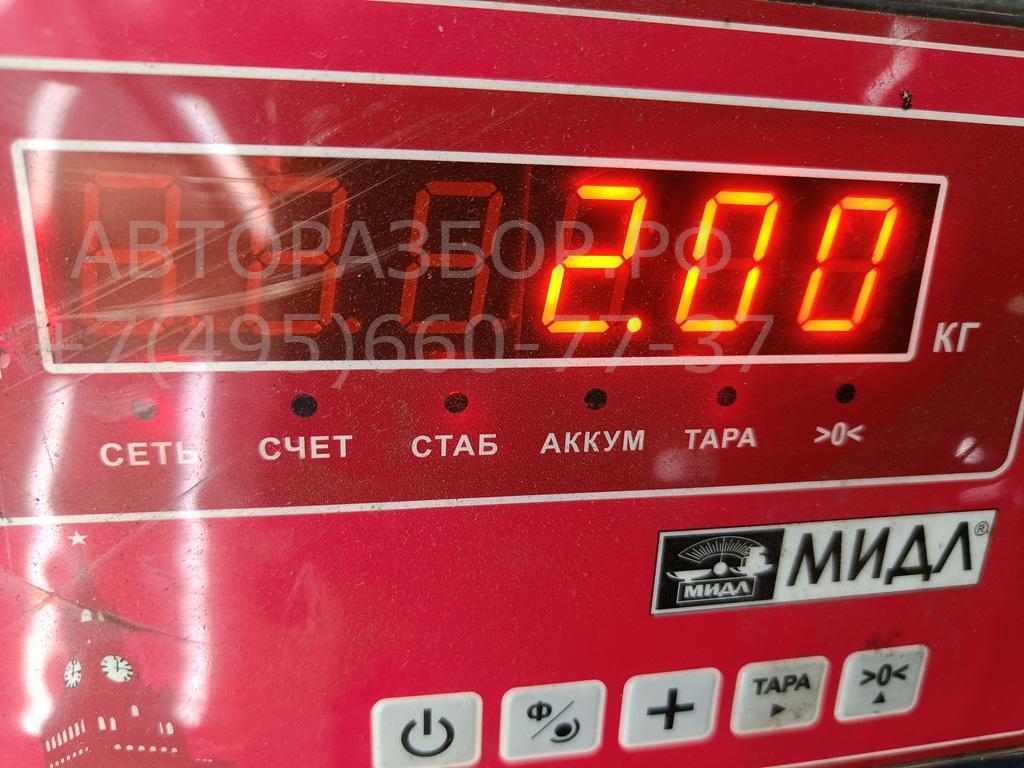 2.00
КГ
АВТОРАЗБОР.РФ
+7(495)660-77-37
СЕТЬ СЧЕТ СТАБ АККУМ ТАРА >0<
МИДЛ МИДЛ®
Ф ТАРА >0<